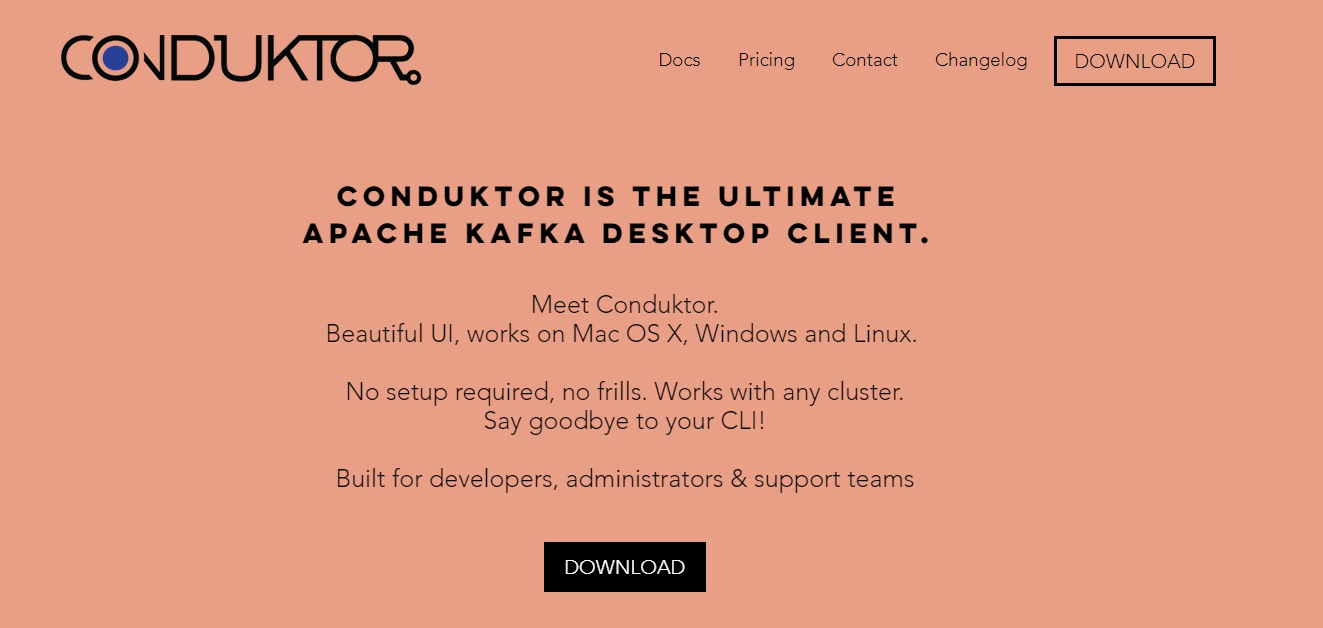 CONDUKTOR
Docs Pricing Contact Changelog DOWNLOAD
CONDUKTOR IS THE ULTIMATE
APACHE KAFKA DESKTOP CLIENT.
Meet Conduktor.
Beautiful UI, works on Mac OS X, Windows and Linux.
No setup required, no frills. Works with any cluster.
Say goodbye to your CLI!
Built for developers, administrators & support teams
DOWNLOAD